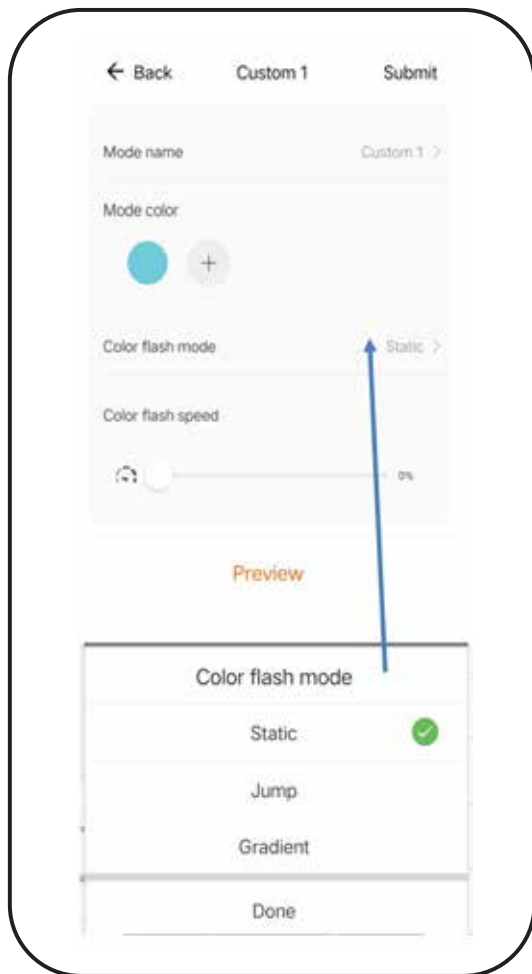 ← Back Custom 1 Submit
Mode name Custom 1 >
Mode color
+
Color flash mode Static >
Color flash speed
0%
Preview
Color flash mode
Static
Jump
Gradient
Done